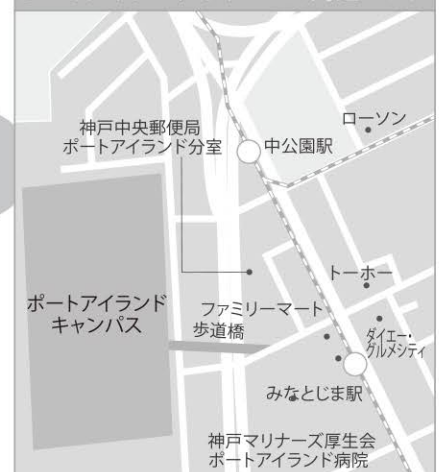 ローソン
神戸中央郵便局
ポートアイランド分室
中公園駅
トーホー
ポートアイランド
キャンパス
ファミリーマート
歩道橋
ダイエー・
グルメシティ
みなとじま駅
神戸マリナーズ厚生会
ポートアイランド病院